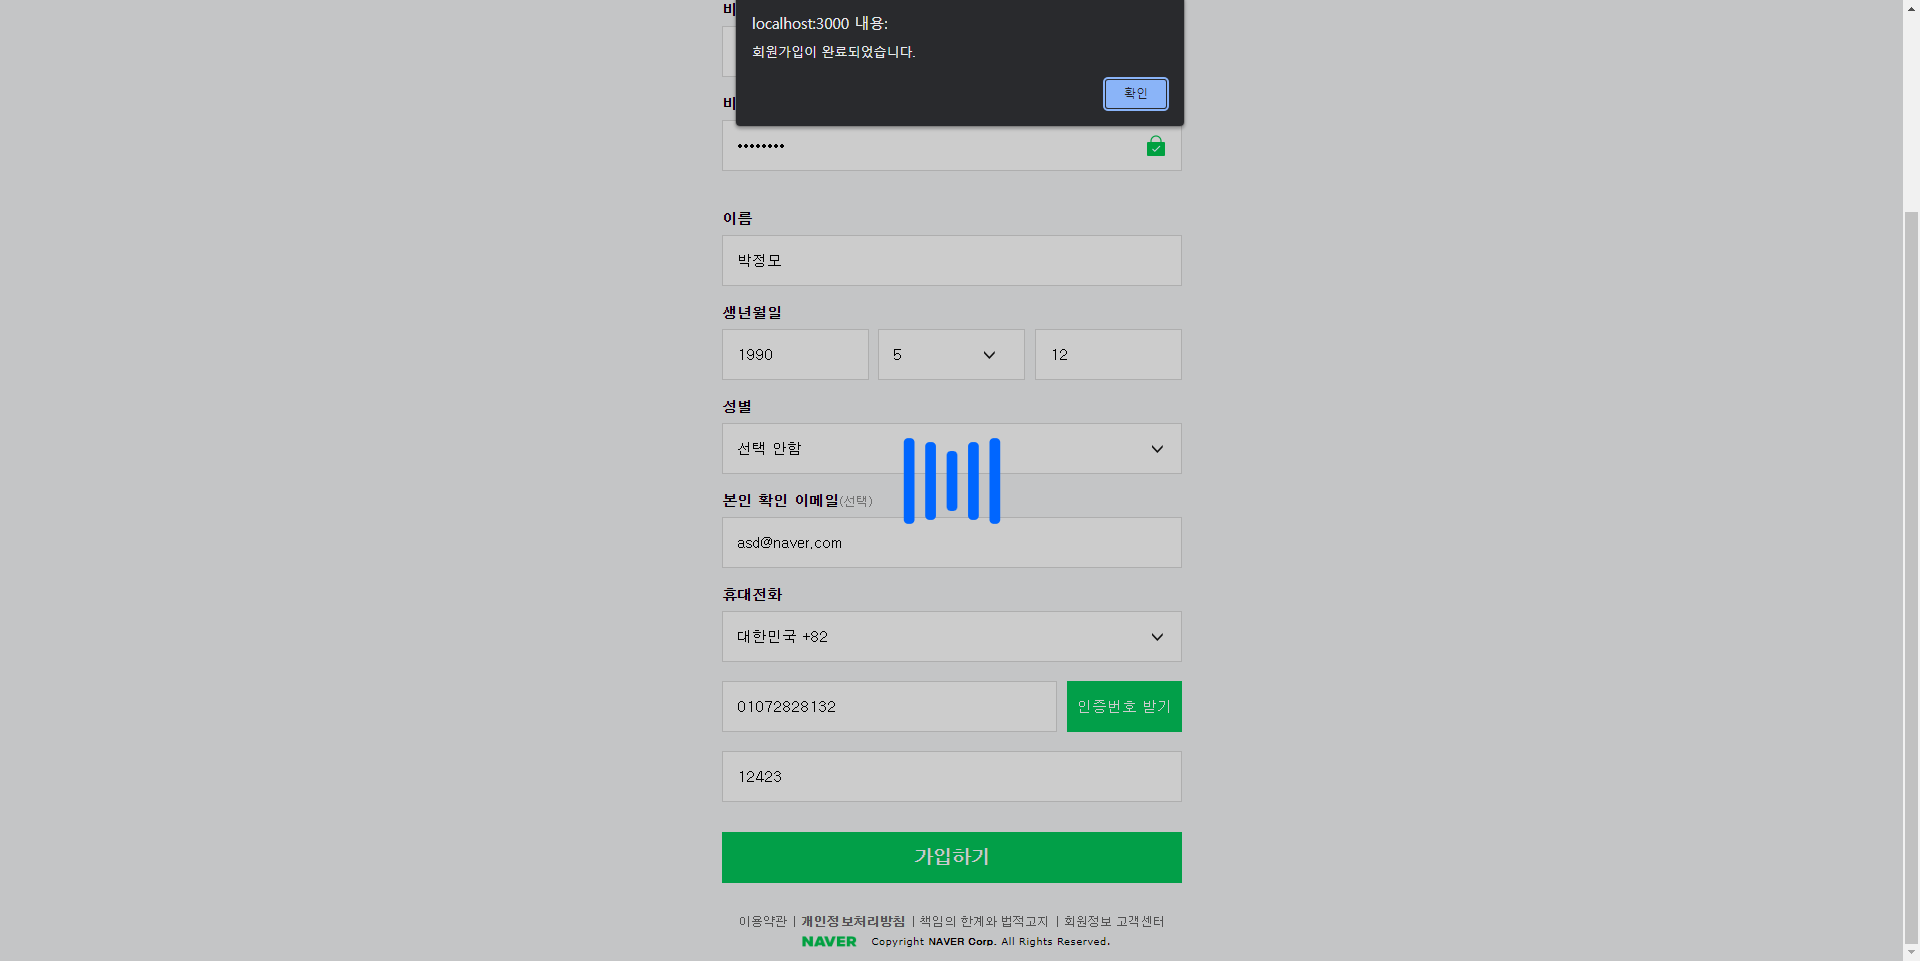 localhost:3000 내용:
회원가입이 완료되었습니다.
확인
••••••••
이름
박정모
생년월일
1990 5 12
성별
선택 안함
본인 확인 이메일(선택)
asd@naver.com
휴대전화
대한민국 +82
01072828132 인증번호 받기
12423
가입하기
이용약관 | 개인정보처리방침 | 책임의 한계와 법적고지 | 회원정보 고객센터
NAVER Copyright NAVER Corp. All Rights Reserved.